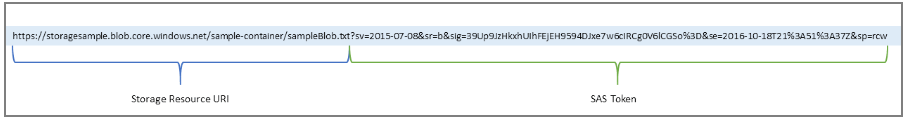 https://storagesample.blob.core.windows.net/sample-container/sampleBlob.txt?sv=2015-07-08&sr=b&sig=39Up9JzHkxhUIhFEjEH9594DJxe7w6cIRCg0V6lCGSo%3D&se=2016-10-18T21%3A51%3A37Z&sp=rcw
Storage Resource URI
SAS Token